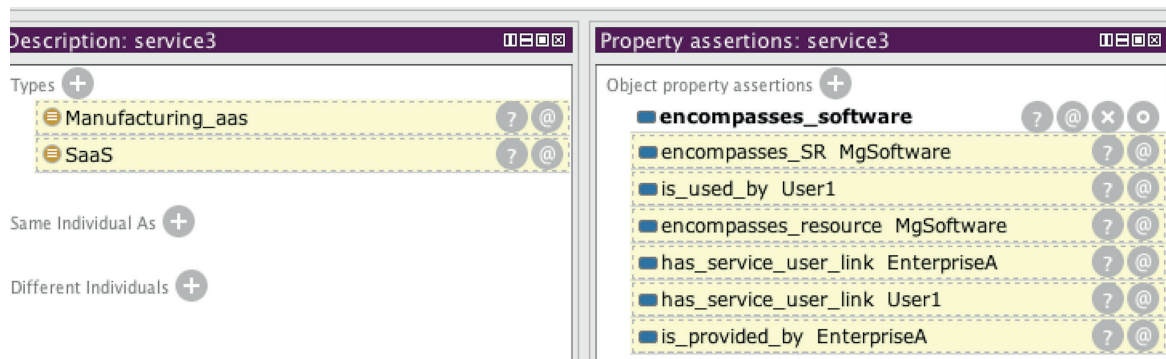 Description: service3
Types
Manufacturing_aas
SaaS
Same Individual As
Different Individuals
Property assertions: service3
Object property assertions
encompasses_software
encompasses_SR MgSoftware
is_used_by User1
encompasses_resource MgSoftware
has_service_user_link EnterpriseA
has_service_user_link User1
is_provided_by EnterpriseA